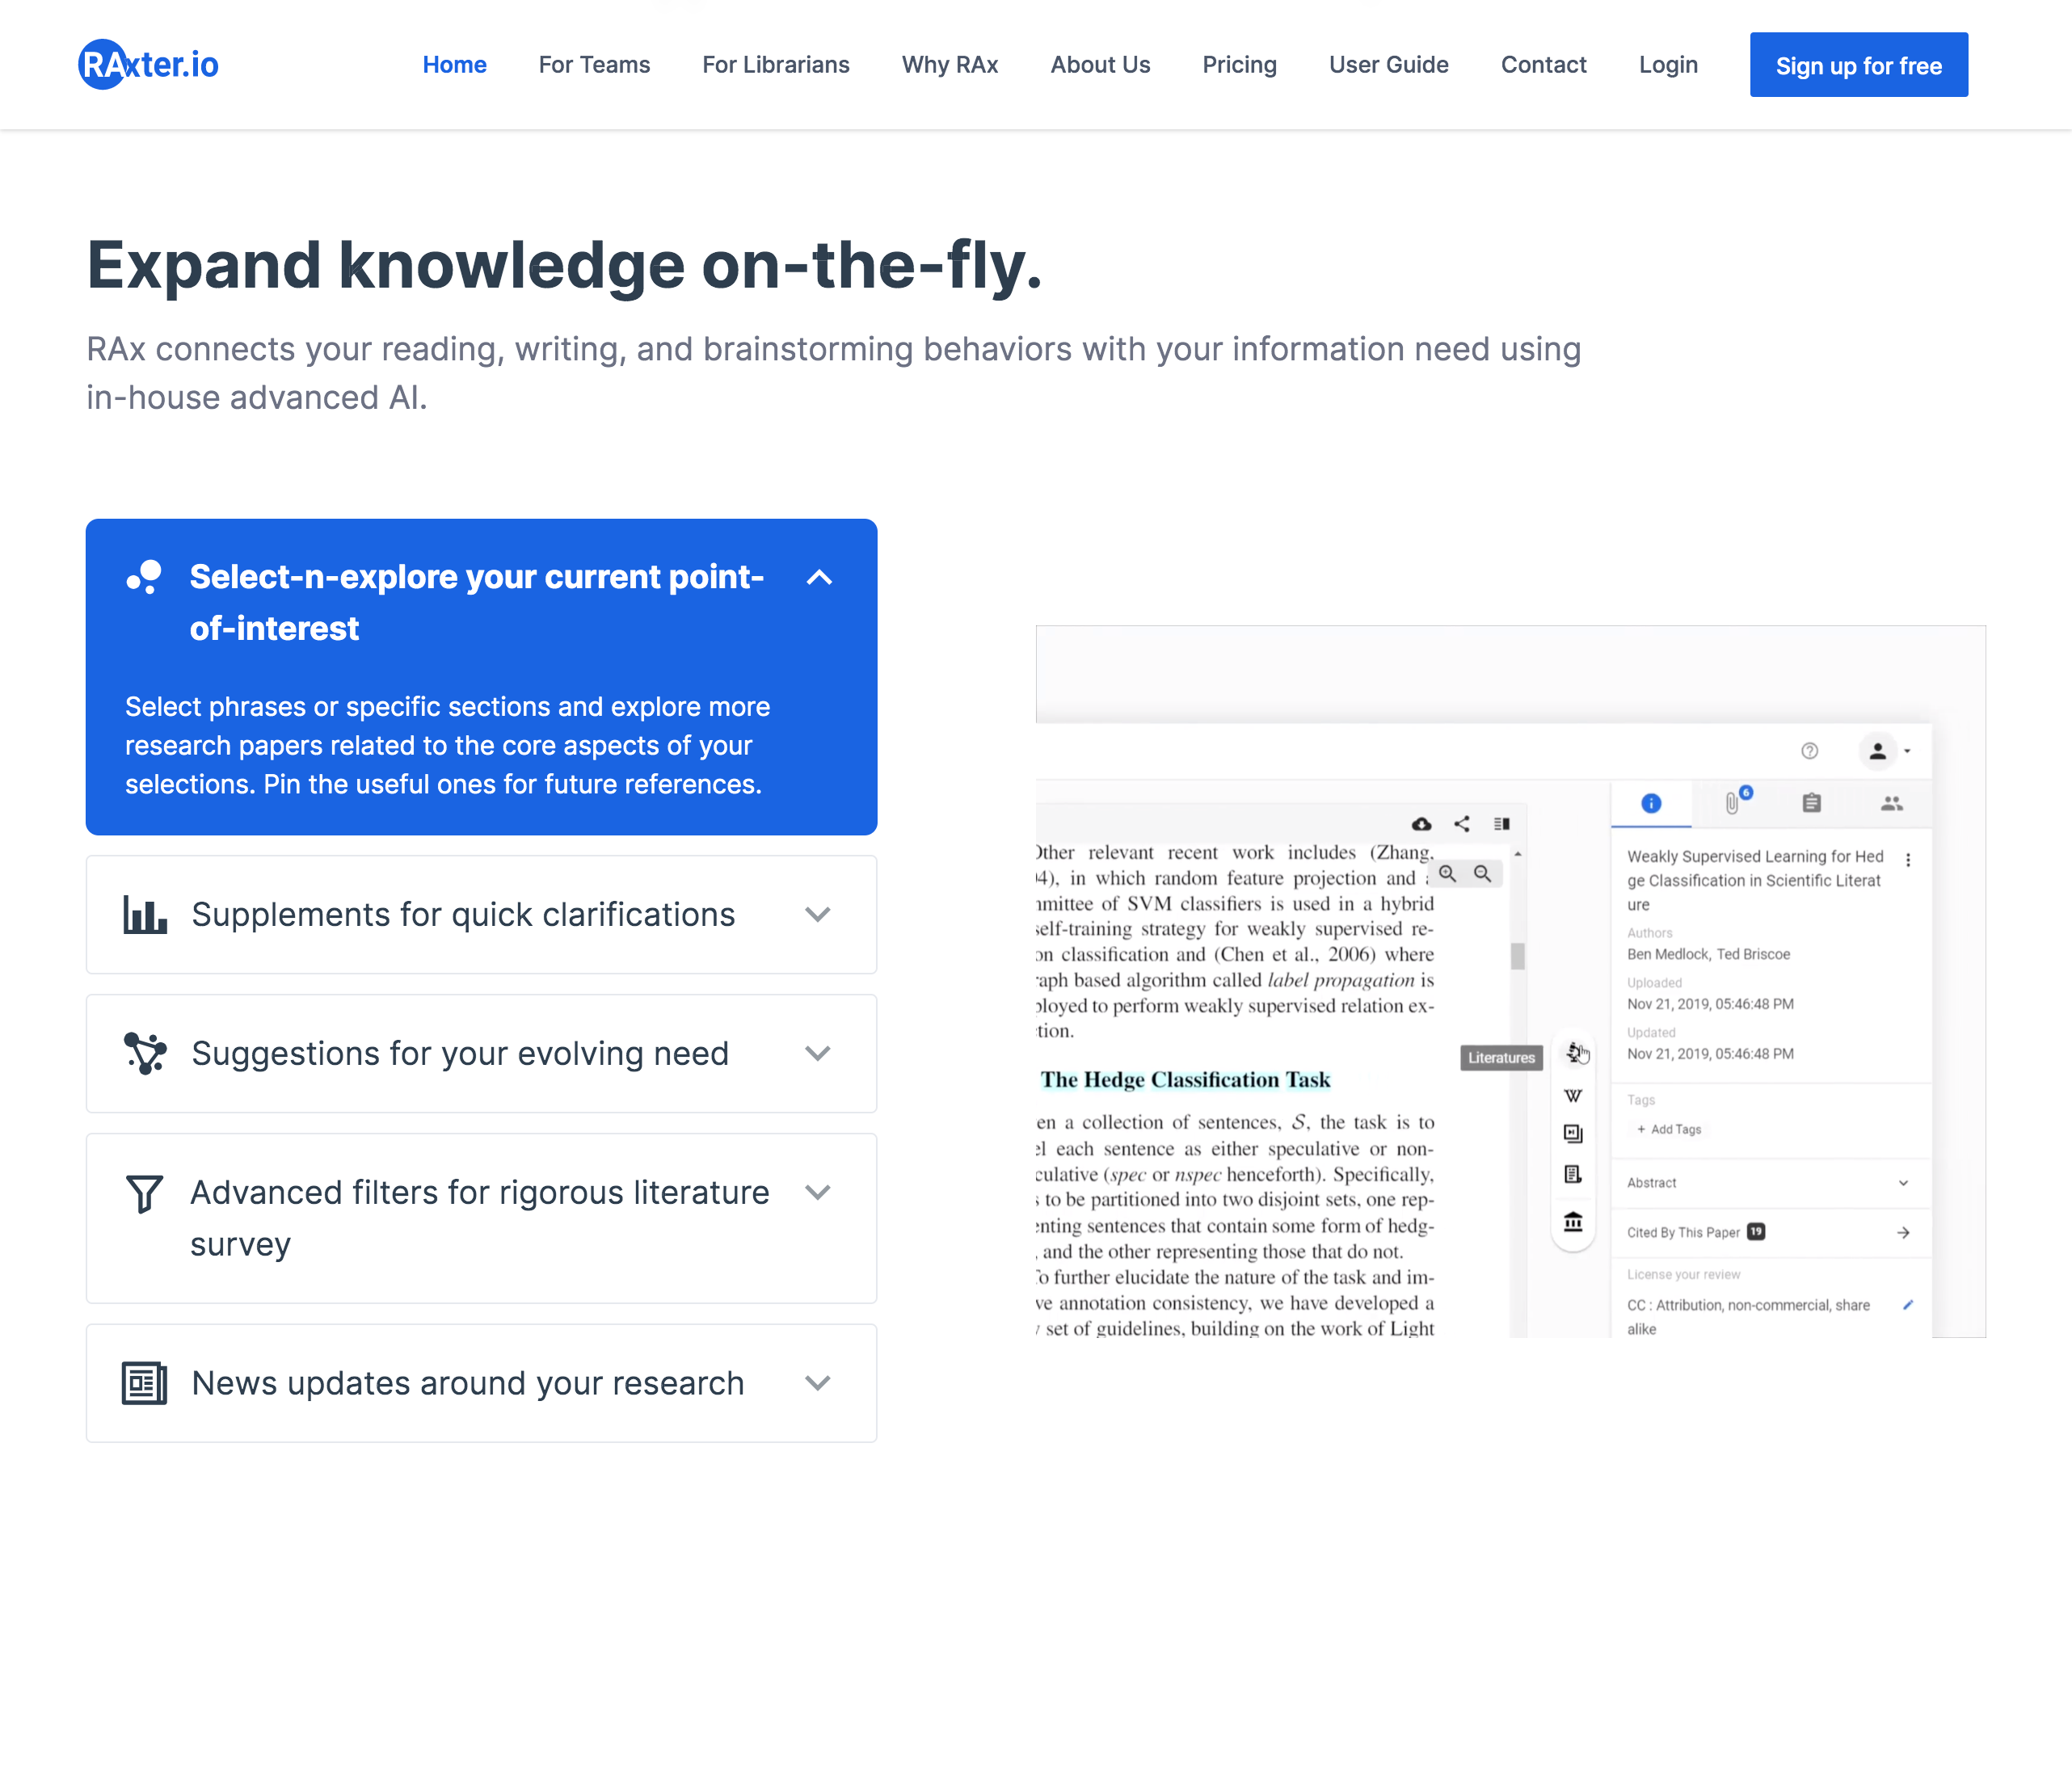 RAxter.io
Home
For Teams
For Librarians
Why RAx
About Us
Pricing
User Guide
Contact
Login
Sign up for free
Expand knowledge on-the-fly.
RAx connects your reading, writing, and brainstorming behaviors with your information need using
in-house advanced AI.
Select-n-explore your current point-
of-interest
Select phrases or specific sections and explore more
research papers related to the core aspects of your
selections. Pin the useful ones for future references.
Supplements for quick clarifications
Suggestions for your evolving need
Advanced filters for rigorous literature
survey
News updates around your research
Other relevant recent work includes (Zhang,
4), in which random feature projection and
mmittee of SVM classifiers is used in a hybrid
self-training strategy for weakly supervised re-
on classification and (Chen et al., 2006) where
raph based algorithm called label propagation is
ployed to perform weakly supervised relation ex-
tion.
The Hedge Classification Task
en a collection of sentences, S, the task is to
el each sentence as either speculative or non-
culative (spec or nspec henceforth). Specifically,
s to be partitioned into two disjoint sets, one rep-
enting sentences that contain some form of hedg-
, and the other representing those that do not.
To further elucidate the nature of the task and im-
ve annotation consistency, we have developed a
set of guidelines, building on the work of Light
Literatures
W
6
Weakly Supervised Learning for Hed
ge Classification in Scientific Literat
ure
Authors
Ben Medlock, Ted Briscoe
Uploaded
Nov 21, 2019, 05:46:48 PM
Updated
Nov 21, 2019, 05:46:48 PM
Tags
+ Add Tags
Abstract
Cited By This Paper 19
License your review
CC : Attribution, non-commercial, share
alike